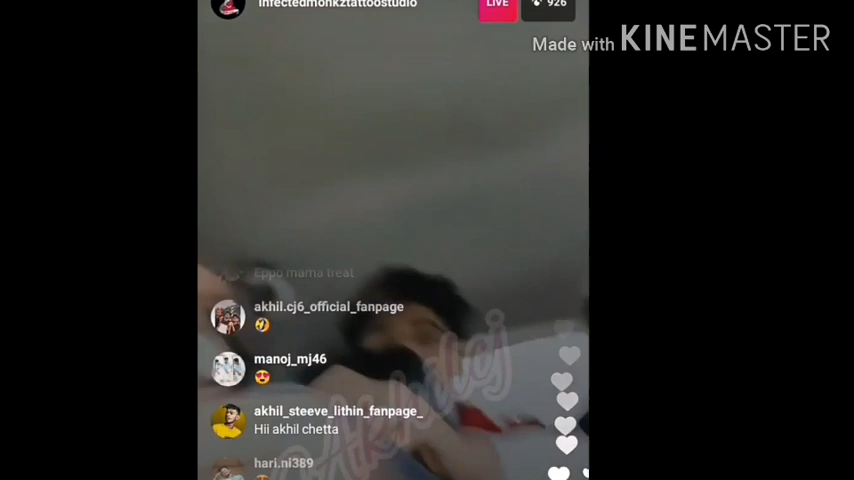 infectedmonkztattoostudio
LIVE
926
Made with KINEMASTER
Eppo mama treat
akhil.cj6_official_fanpage
manoj_mj46
akhil_steeve_lithin_fanpage_
Hii akhil chetta
hari.ni389